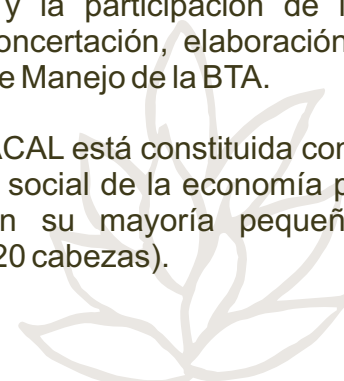 y la participación de l
oncertación, elaboración
e Manejo de la BTA.
ACAL está constituida con
social de la economía p
n su mayoría pequeñ
20 cabezas).